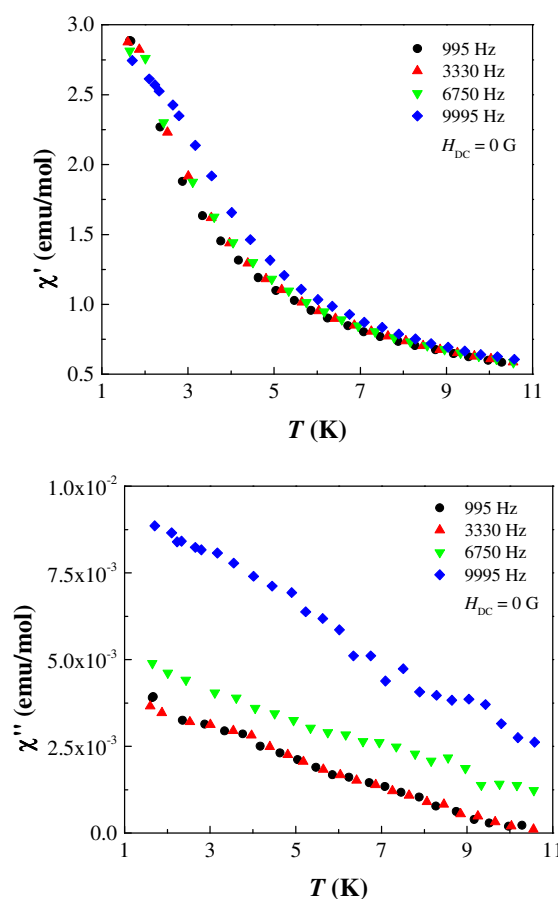 3.0
2.5
2.0
1.5
1.0
0.5
χ' (emu/mol)
995 Hz
3330 Hz
6750 Hz
9995 Hz
H_DC = 0 G
1 3 5 7 9 11
T (K)
1.0x10⁻²
7.5x10⁻³
5.0x10⁻³
2.5x10⁻³
0.0
χ'' (emu/mol)
995 Hz
3330 Hz
6750 Hz
9995 Hz
H_DC = 0 G
1 3 5 7 9 11
T (K)